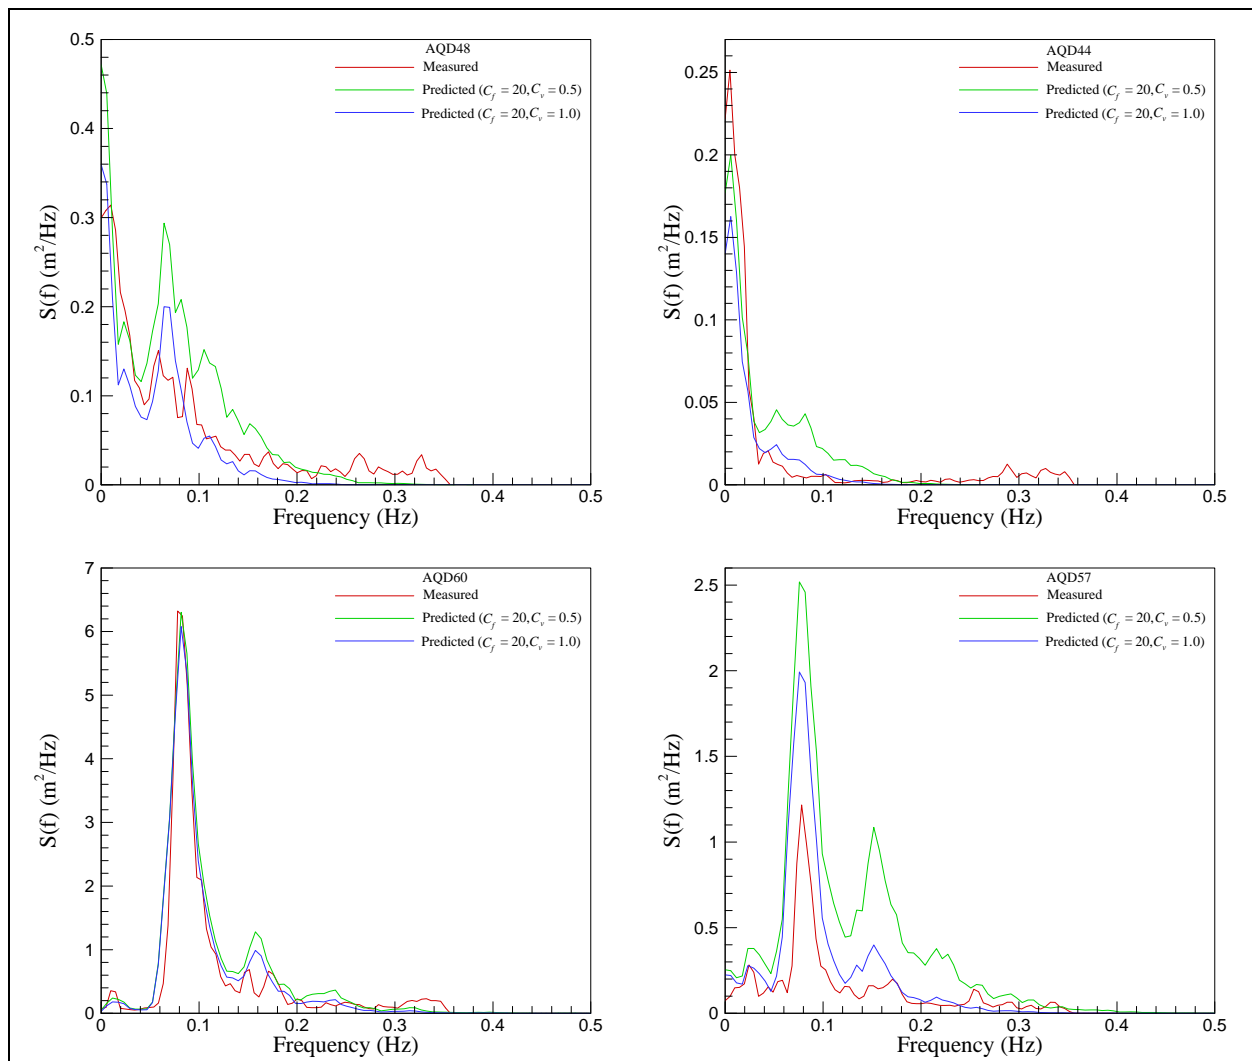 AQD48
Measured
Predicted (C_f = 20, C_v = 0.5)
Predicted (C_f = 20, C_v = 1.0)
S(f) (m²/Hz)
0.5
0.4
0.3
0.2
0.1
0
0 0.1 0.2 0.3 0.4 0.5
Frequency (Hz)
AQD44
Measured
Predicted (C_f = 20, C_v = 0.5)
Predicted (C_f = 20, C_v = 1.0)
S(f) (m²/Hz)
0.25
0.2
0.15
0.1
0.05
0
0 0.1 0.2 0.3 0.4 0.5
Frequency (Hz)
AQD60
Measured
Predicted (C_f = 20, C_v = 0.5)
Predicted (C_f = 20, C_v = 1.0)
S(f) (m²/Hz)
7
6
5
4
3
2
1
0
0 0.1 0.2 0.3 0.4 0.5
Frequency (Hz)
AQD57
Measured
Predicted (C_f = 20, C_v = 0.5)
Predicted (C_f = 20, C_v = 1.0)
S(f) (m²/Hz)
2.5
2
1.5
1
0.5
0
0 0.1 0.2 0.3 0.4 0.5
Frequency (Hz)